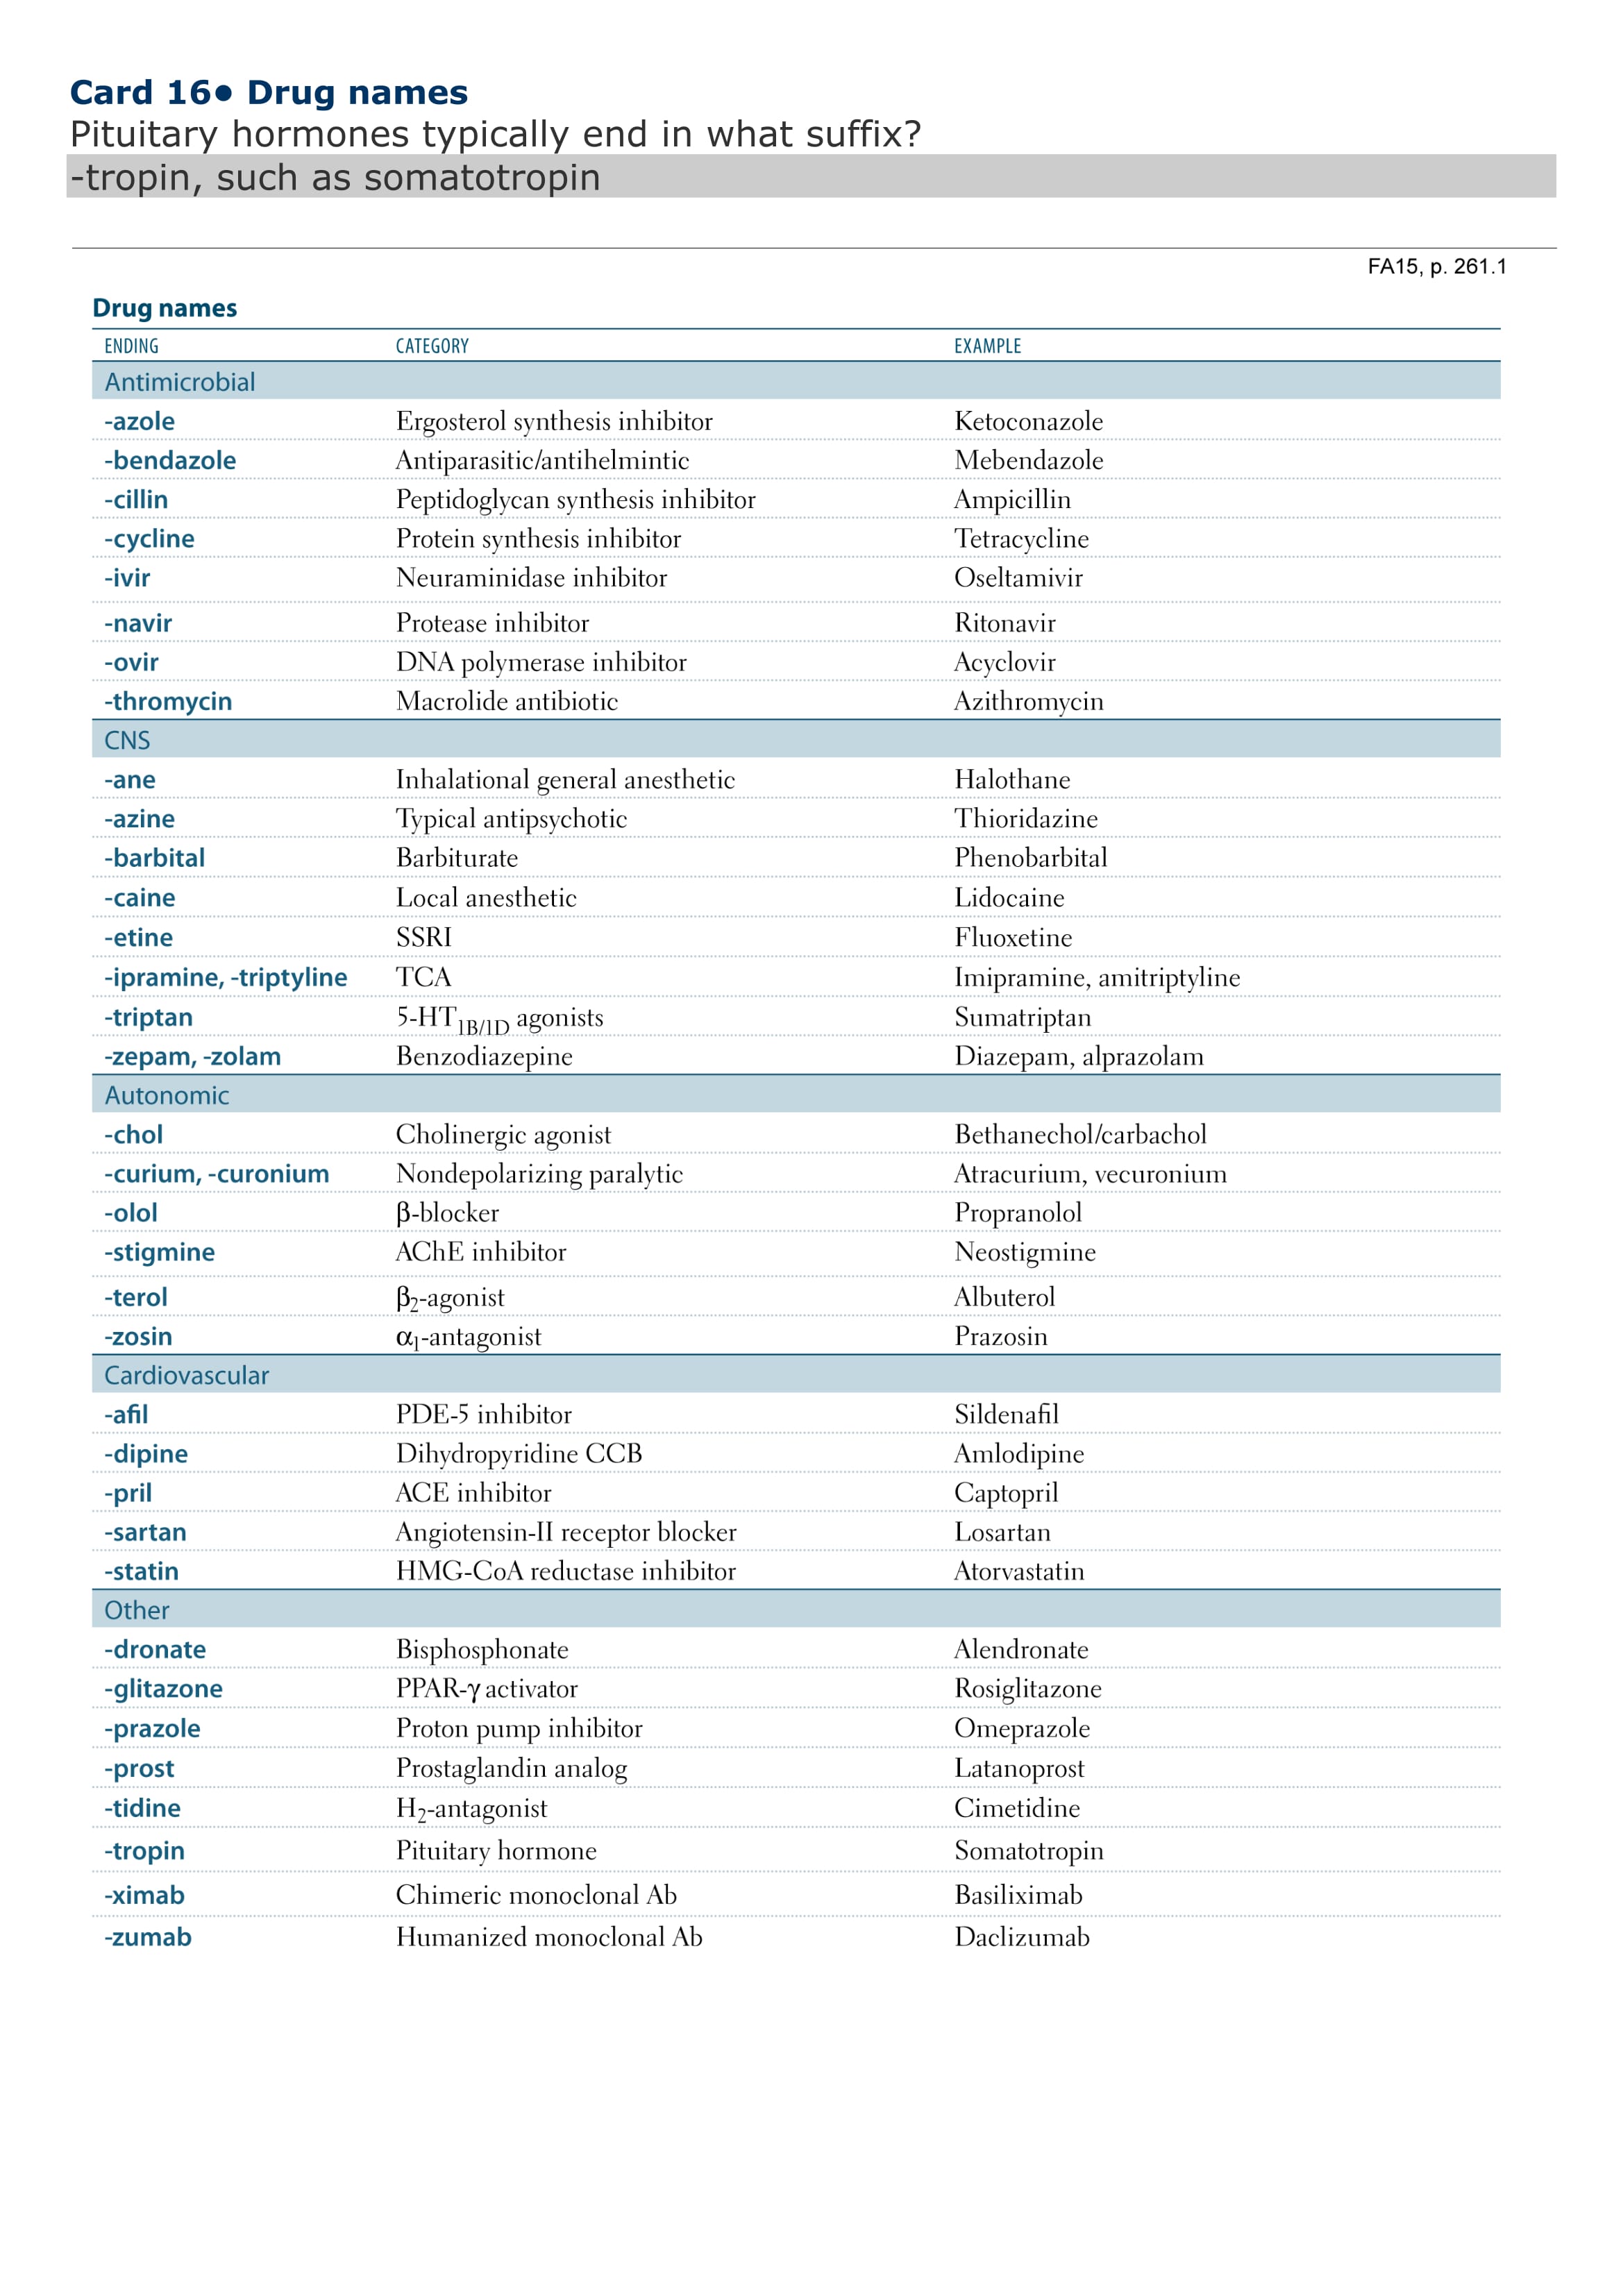 Card 16• Drug names
Pituitary hormones typically end in what suffix?
-tropin, such as somatotropin
FA15, p. 261.1
Drug names
ENDING CATEGORY EXAMPLE
Antimicrobial
-azole Ergosterol synthesis inhibitor Ketoconazole
-bendazole Antiparasitic/antihelmintic Mebendazole
-cillin Peptidoglycan synthesis inhibitor Ampicillin
-cycline Protein synthesis inhibitor Tetracycline
-ivir Neuraminidase inhibitor Oseltamivir
-navir Protease inhibitor Ritonavir
-ovir DNA polymerase inhibitor Acyclovir
-thromycin Macrolide antibiotic Azithromycin
CNS
-ane Inhalational general anesthetic Halothane
-azine Typical antipsychotic Thioridazine
-barbital Barbiturate Phenobarbital
-caine Local anesthetic Lidocaine
-etine SSRI Fluoxetine
-ipramine, -triptyline TCA Imipramine, amitriptyline
-triptan 5-HT1B/1D agonists Sumatriptan
-zepam, -zolam Benzodiazepine Diazepam, alprazolam
Autonomic
-chol Cholinergic agonist Bethanechol/carbachol
-curium, -curonium Nondepolarizing paralytic Atracurium, vecuronium
-olol β-blocker Propranolol
-stigmine AChE inhibitor Neostigmine
-terol β2-agonist Albuterol
-zosin α1-antagonist Prazosin
Cardiovascular
-afil PDE-5 inhibitor Sildenafil
-dipine Dihydropyridine CCB Amlodipine
-pril ACE inhibitor Captopril
-sartan Angiotensin-II receptor blocker Losartan
-statin HMG-CoA reductase inhibitor Atorvastatin
Other
-dronate Bisphosphonate Alendronate
-glitazone PPAR-γ activator Rosiglitazone
-prazole Proton pump inhibitor Omeprazole
-prost Prostaglandin analog Latanoprost
-tidine H2-antagonist Cimetidine
-tropin Pituitary hormone Somatotropin
-ximab Chimeric monoclonal Ab Basiliximab
-zumab Humanized monoclonal Ab Daclizumab